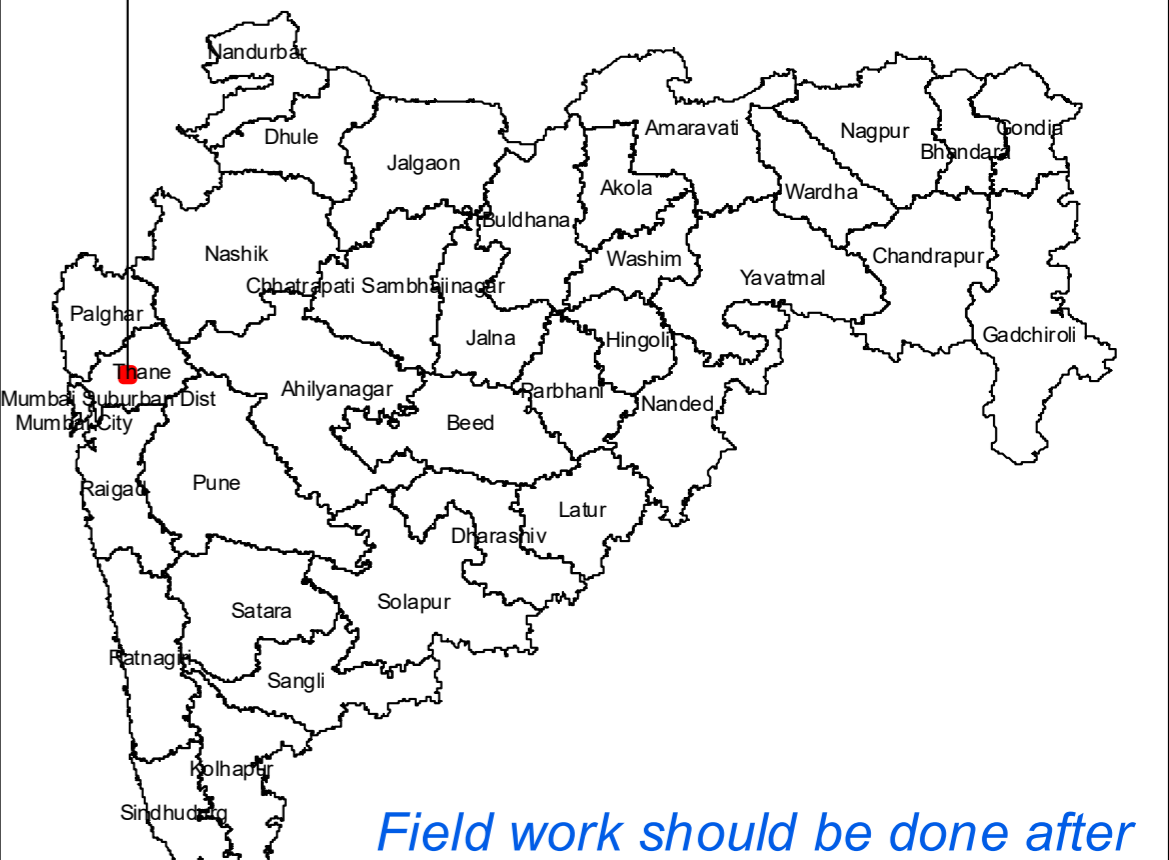 Nandurbar
Dhule
Jalgaon
Amaravati
Nagpur
Gondia
Bhandara
Akola
Wardha
Buldhana
Nashik
Washim
Chandrapur
Yavatmal
Chhatrapati Sambhajinagar
Palghar
Jalna
Hingoli
Gadchiroli
Thane
Ahilyanagar
Parbhani
Mumbai Suburban Dist
Nanded
Mumbai City
Beed
Raigad
Pune
Latur
Dharashiv
Solapur
Satara
Ratnagiri
Sangli
Kolhapur
Sindhudurg
Field work should be done after